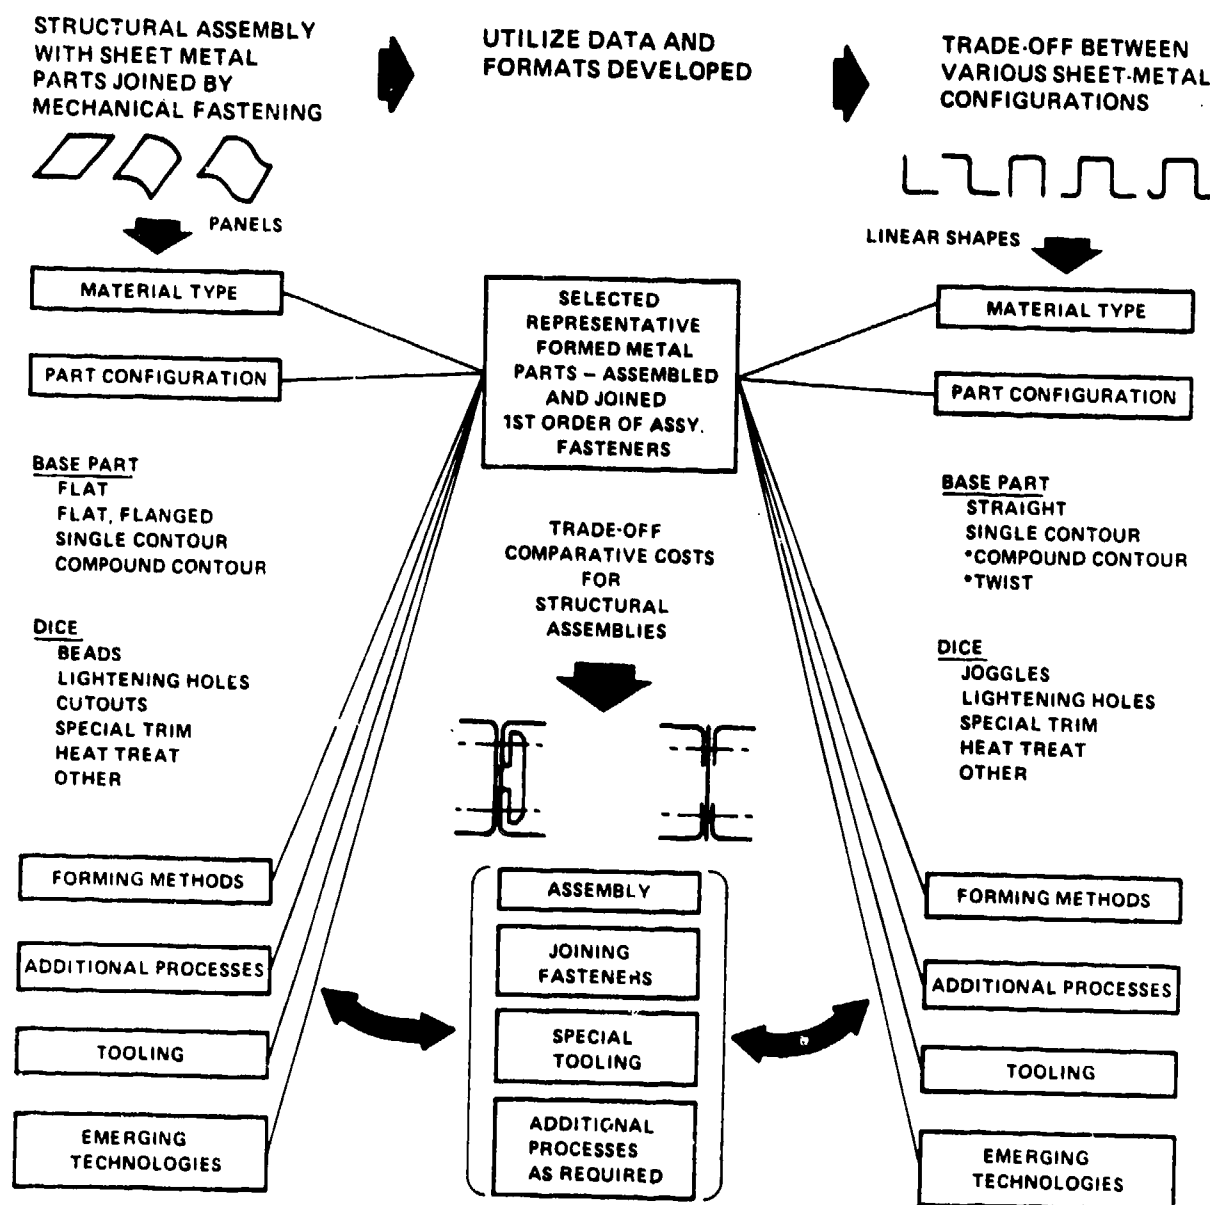 STRUCTURAL ASSEMBLY
WITH SHEET METAL
PARTS JOINED BY
MECHANICAL FASTENING
UTILIZE DATA AND
FORMATS DEVELOPED
TRADE-OFF BETWEEN
VARIOUS SHEET-METAL
CONFIGURATIONS
PANELS
LINEAR SHAPES
MATERIAL TYPE
PART CONFIGURATION
BASE PART
FLAT
FLAT, FLANGED
SINGLE CONTOUR
COMPOUND CONTOUR
DICE
BEADS
LIGHTENING HOLES
CUTOUTS
SPECIAL TRIM
HEAT TREAT
OTHER
FORMING METHODS
ADDITIONAL PROCESSES
TOOLING
EMERGING
TECHNOLOGIES
SELECTED
REPRESENTATIVE
FORMED METAL
PARTS – ASSEMBLED
AND JOINED
1ST ORDER OF ASSY.
FASTENERS
TRADE-OFF
COMPARATIVE COSTS
FOR
STRUCTURAL
ASSEMBLIES
ASSEMBLY
JOINING
FASTENERS
SPECIAL
TOOLING
ADDITIONAL
PROCESSES
AS REQUIRED
MATERIAL TYPE
PART CONFIGURATION
BASE PART
STRAIGHT
SINGLE CONTOUR
*COMPOUND CONTOUR
*TWIST
DICE
JOGGLES
LIGHTENING HOLES
SPECIAL TRIM
HEAT TREAT
OTHER
FORMING METHODS
ADDITIONAL PROCESSES
TOOLING
EMERGING
TECHNOLOGIES